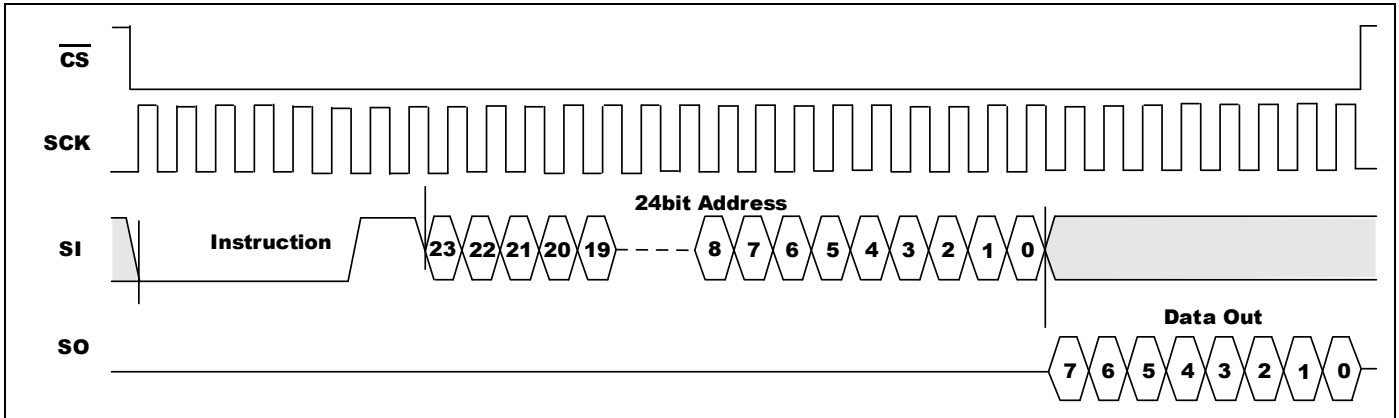 CS
SCK
24bit Address
SI
Instruction
23 22 21 20 19 8 7 6 5 4 3 2 1 0
Data Out
SO
7 6 5 4 3 2 1 0